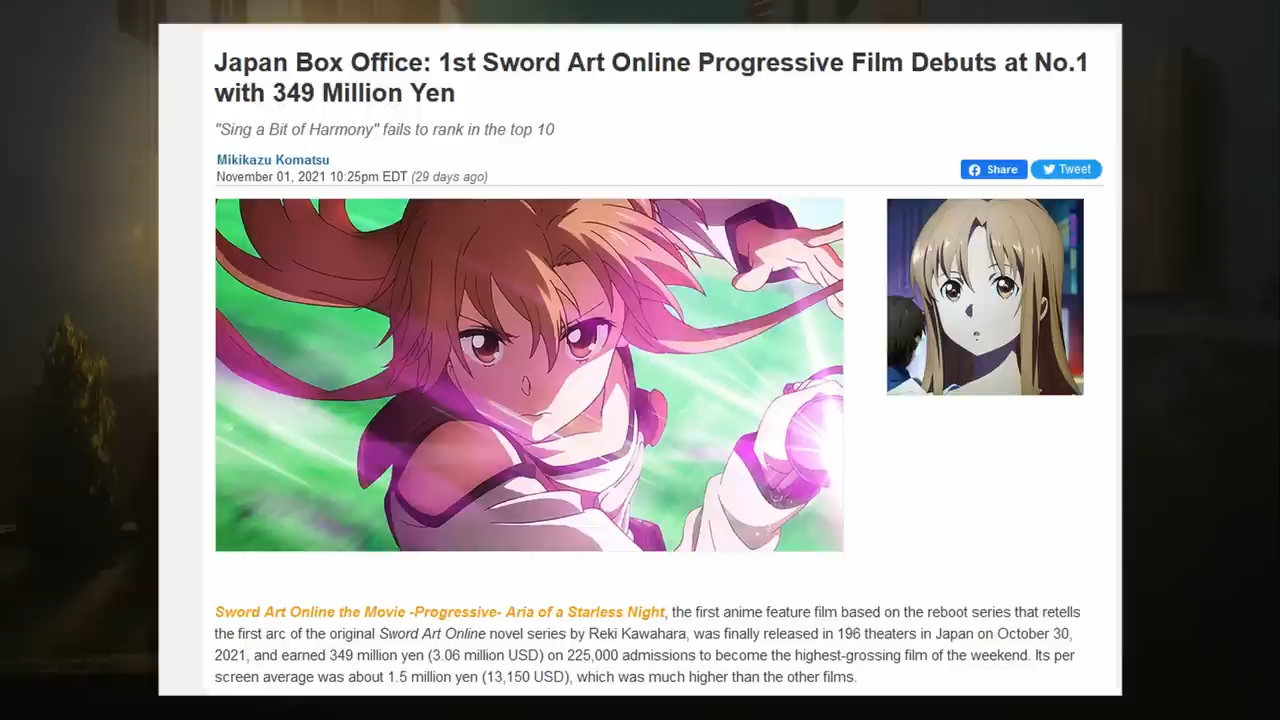 Japan Box Office: 1st Sword Art Online Progressive Film Debuts at No.1
with 349 Million Yen
"Sing a Bit of Harmony" fails to rank in the top 10
Mikikazu Komatsu
November 01, 2021 10:25pm EDT (29 days ago)
Share
Tweet
Sword Art Online the Movie -Progressive- Aria of a Starless Night, the first anime feature film based on the reboot series that retells
the first arc of the original Sword Art Online novel series by Reki Kawahara, was finally released in 196 theaters in Japan on October 30,
2021, and earned 349 million yen (3.06 million USD) on 225,000 admissions to become the highest-grossing film of the weekend. Its per
screen average was about 1.5 million yen (13,150 USD), which was much higher than the other films.